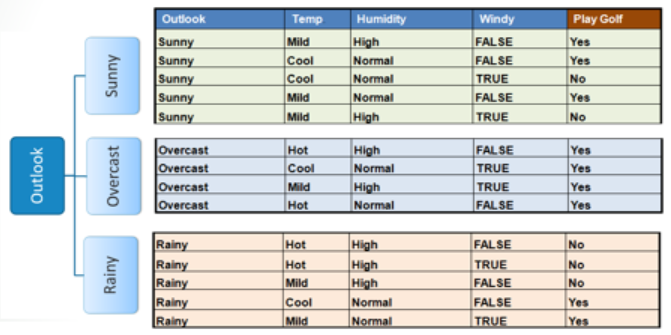 Outlook Temp Humidity Windy Play Golf
Sunny Mild High FALSE Yes
Sunny Cool Normal FALSE Yes
Sunny Cool Normal TRUE No
Sunny Mild Normal FALSE Yes
Sunny Mild High TRUE No
Sunny
Outlook
Overcast
Overcast Hot High FALSE Yes
Overcast Cool Normal TRUE Yes
Overcast Mild High TRUE Yes
Overcast Hot Normal FALSE Yes
Rainy
Rainy Hot High FALSE No
Rainy Hot High TRUE No
Rainy Mild High FALSE No
Rainy Cool Normal FALSE Yes
Rainy Mild Normal TRUE Yes